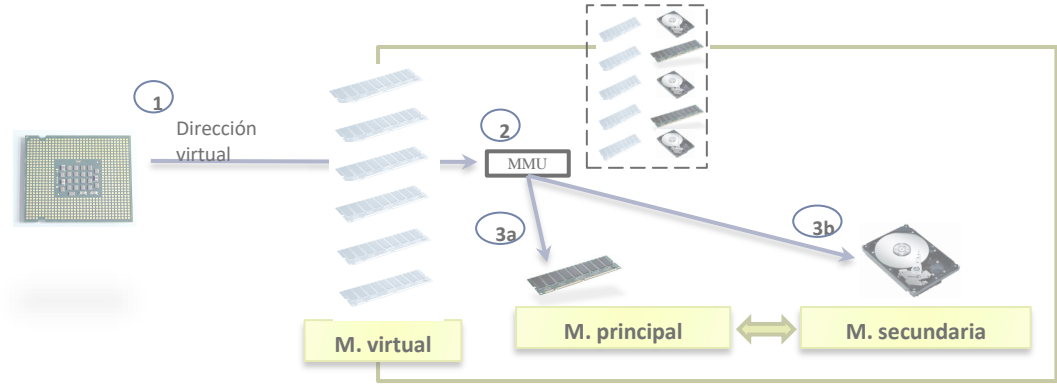 1
Dirección
virtual
2
MMU
3a
3b
M. virtual
M. principal
M. secundaria